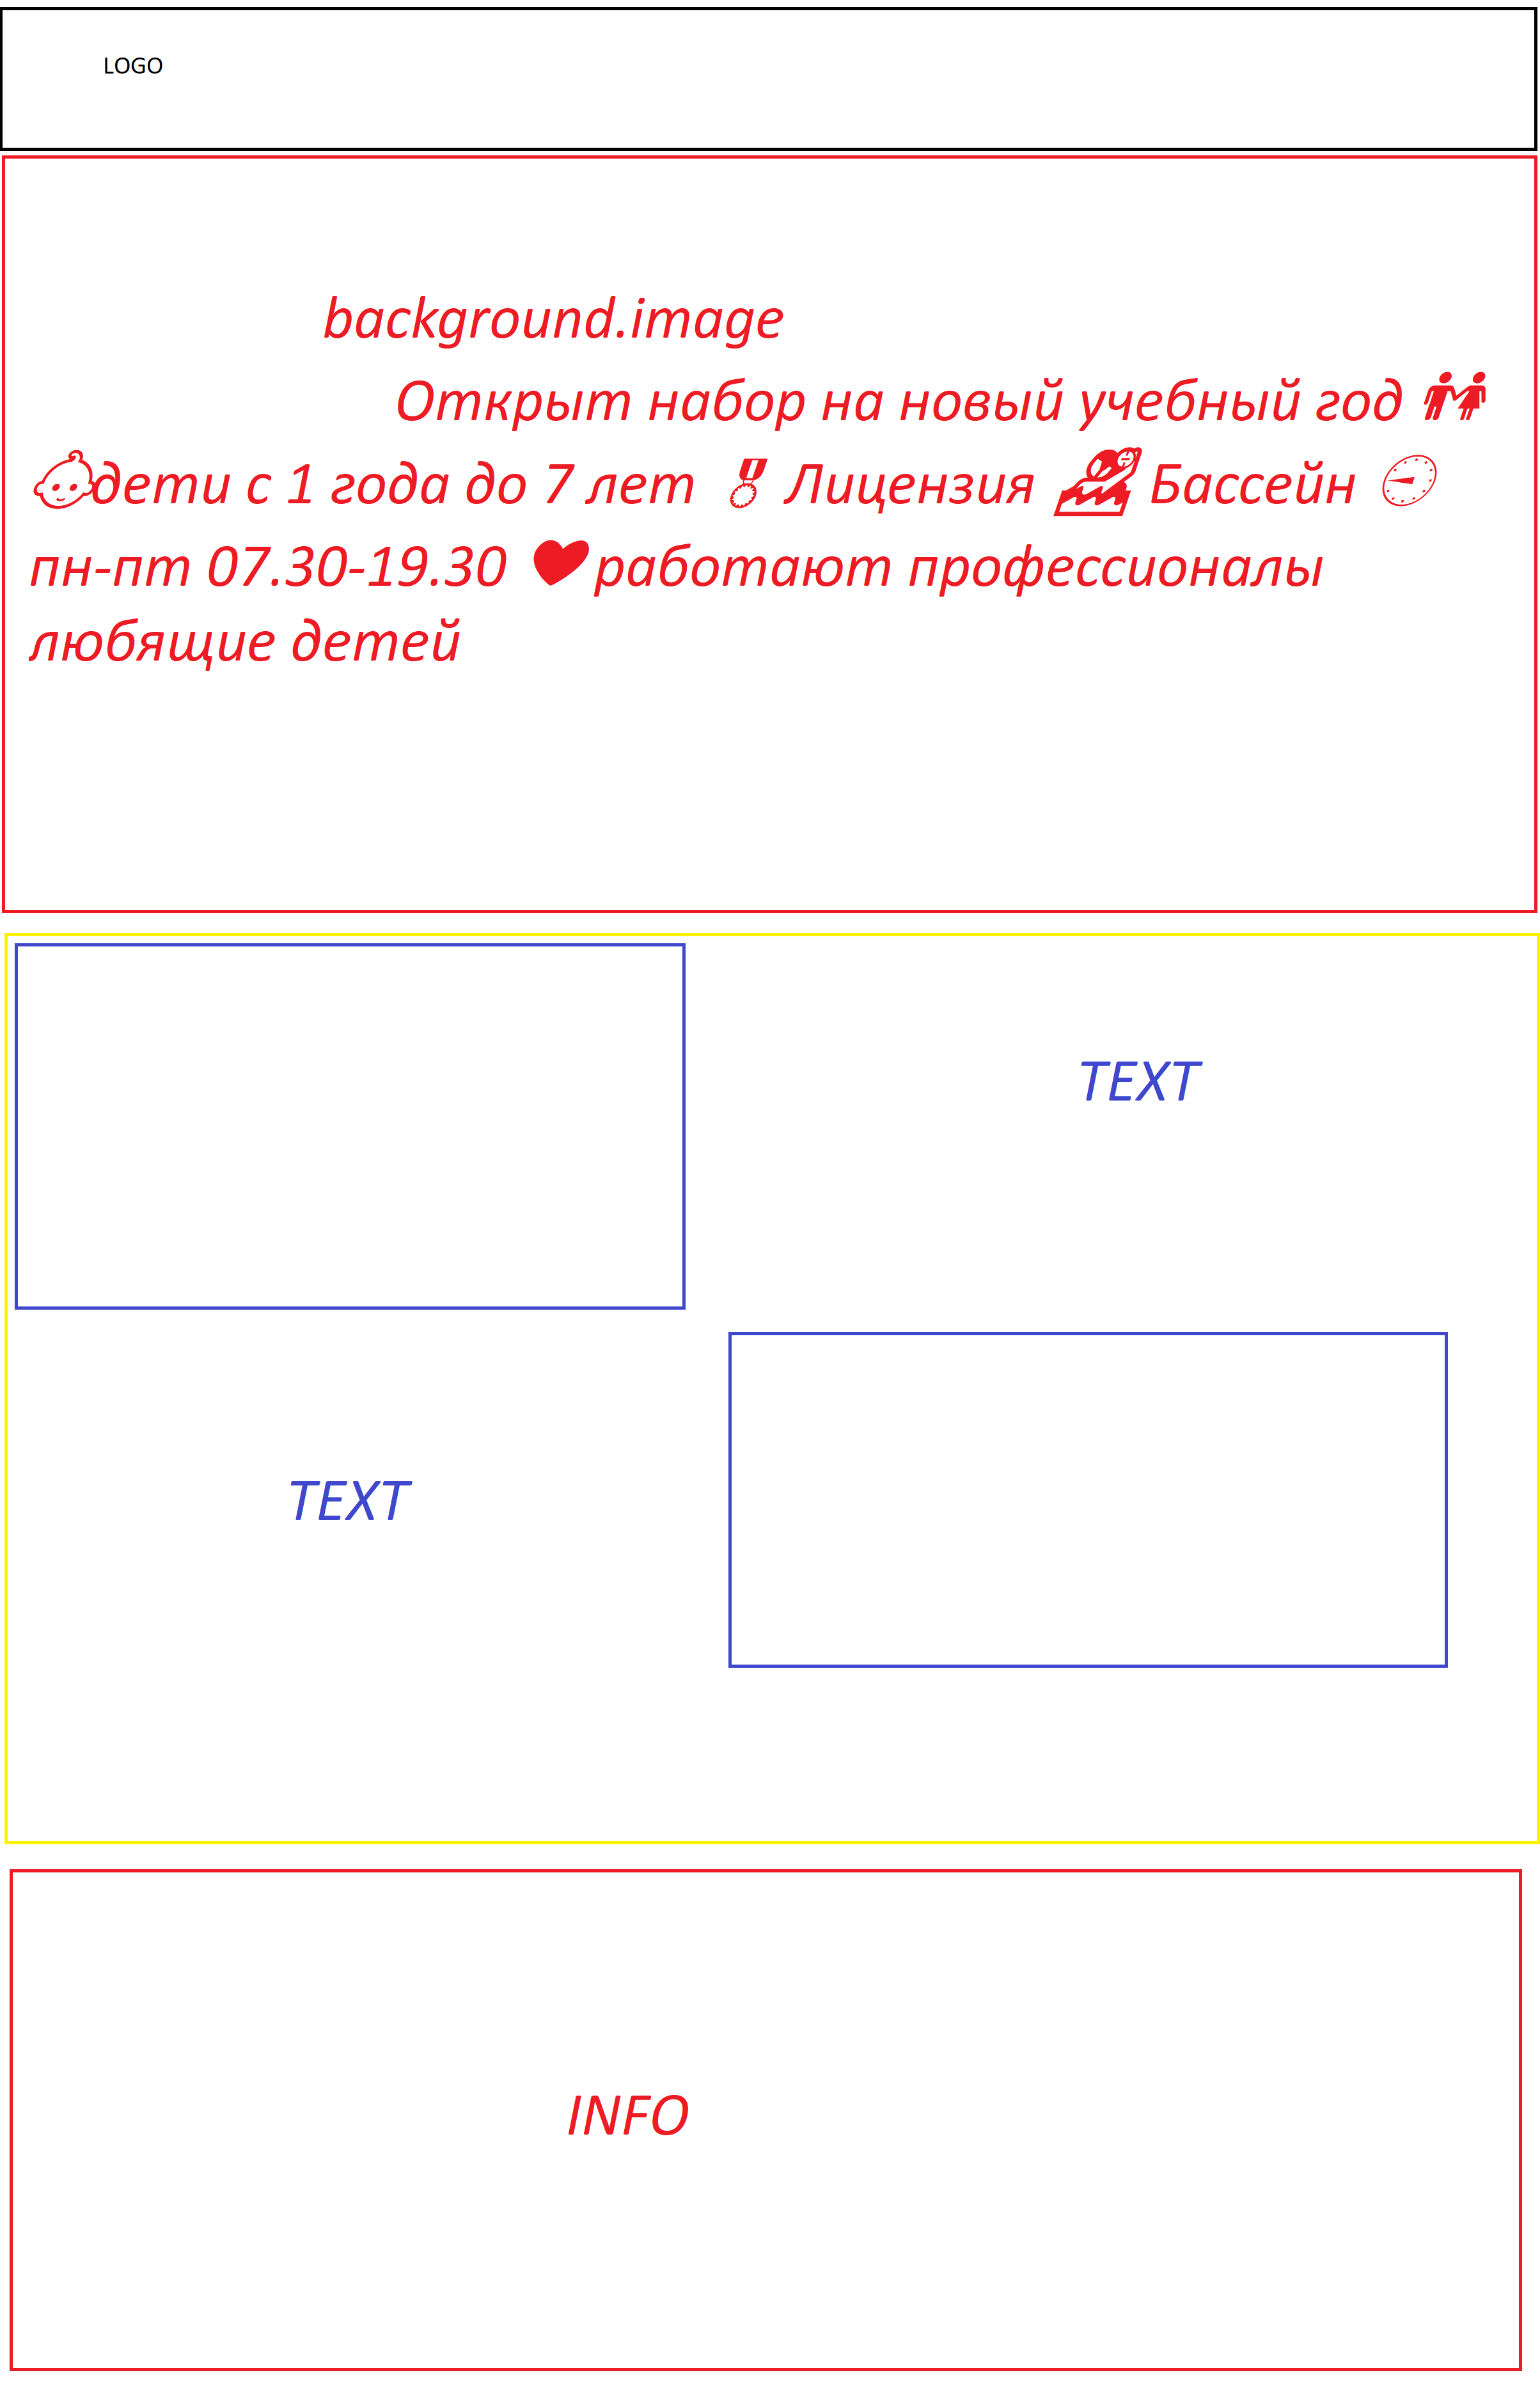 LOGO
background.image
Открыт набор на новый учебный год 👫
👶дети с 1 года до 7 лет 🎖 Лицензия 🏊 Бассейн 🕘
пн-пт 07.30-19.30 ❤работают профессионалы
любящие детей
TEXT
TEXT
INFO